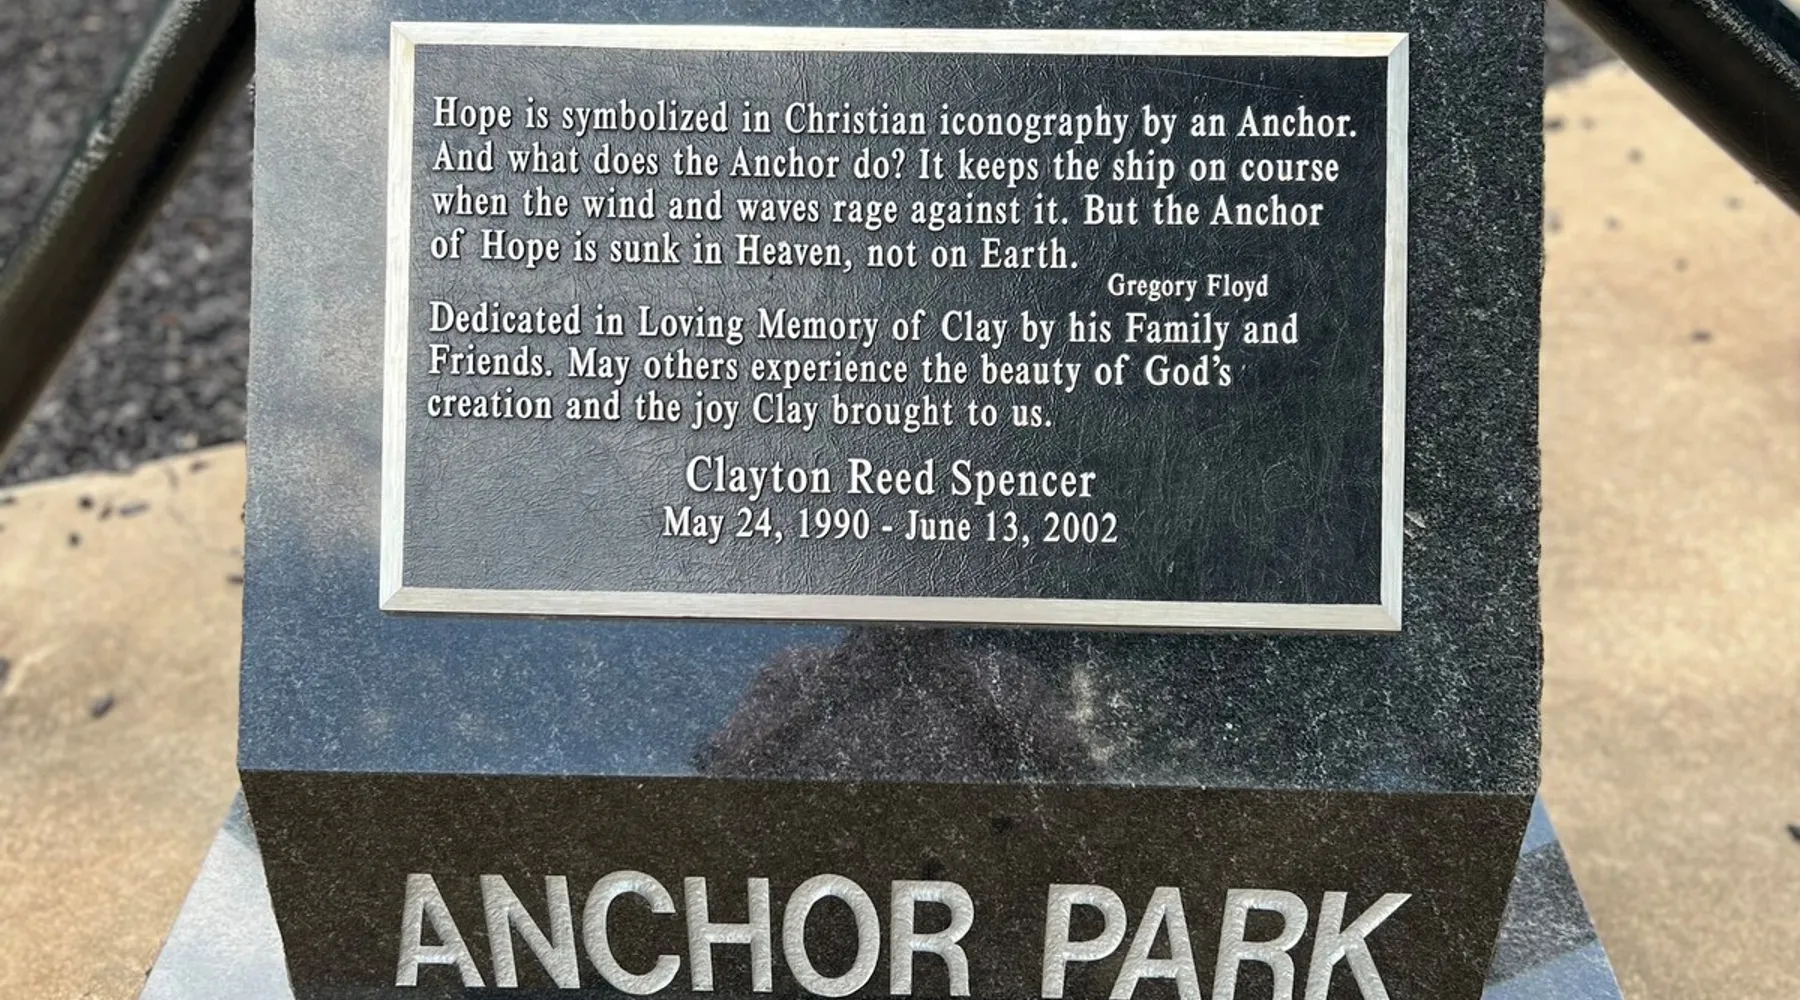 Hope is symbolized in Christian iconography by an Anchor.
And what does the Anchor do? It keeps the ship on course
when the wind and waves rage against it. But the Anchor
of Hope is sunk in Heaven, not on Earth.
Gregory Floyd
Dedicated in Loving Memory of Clay by his Family and
Friends. May others experience the beauty of God's
creation and the joy Clay brought to us.
Clayton Reed Spencer
May 24, 1990 - June 13, 2002
ANCHOR PARK